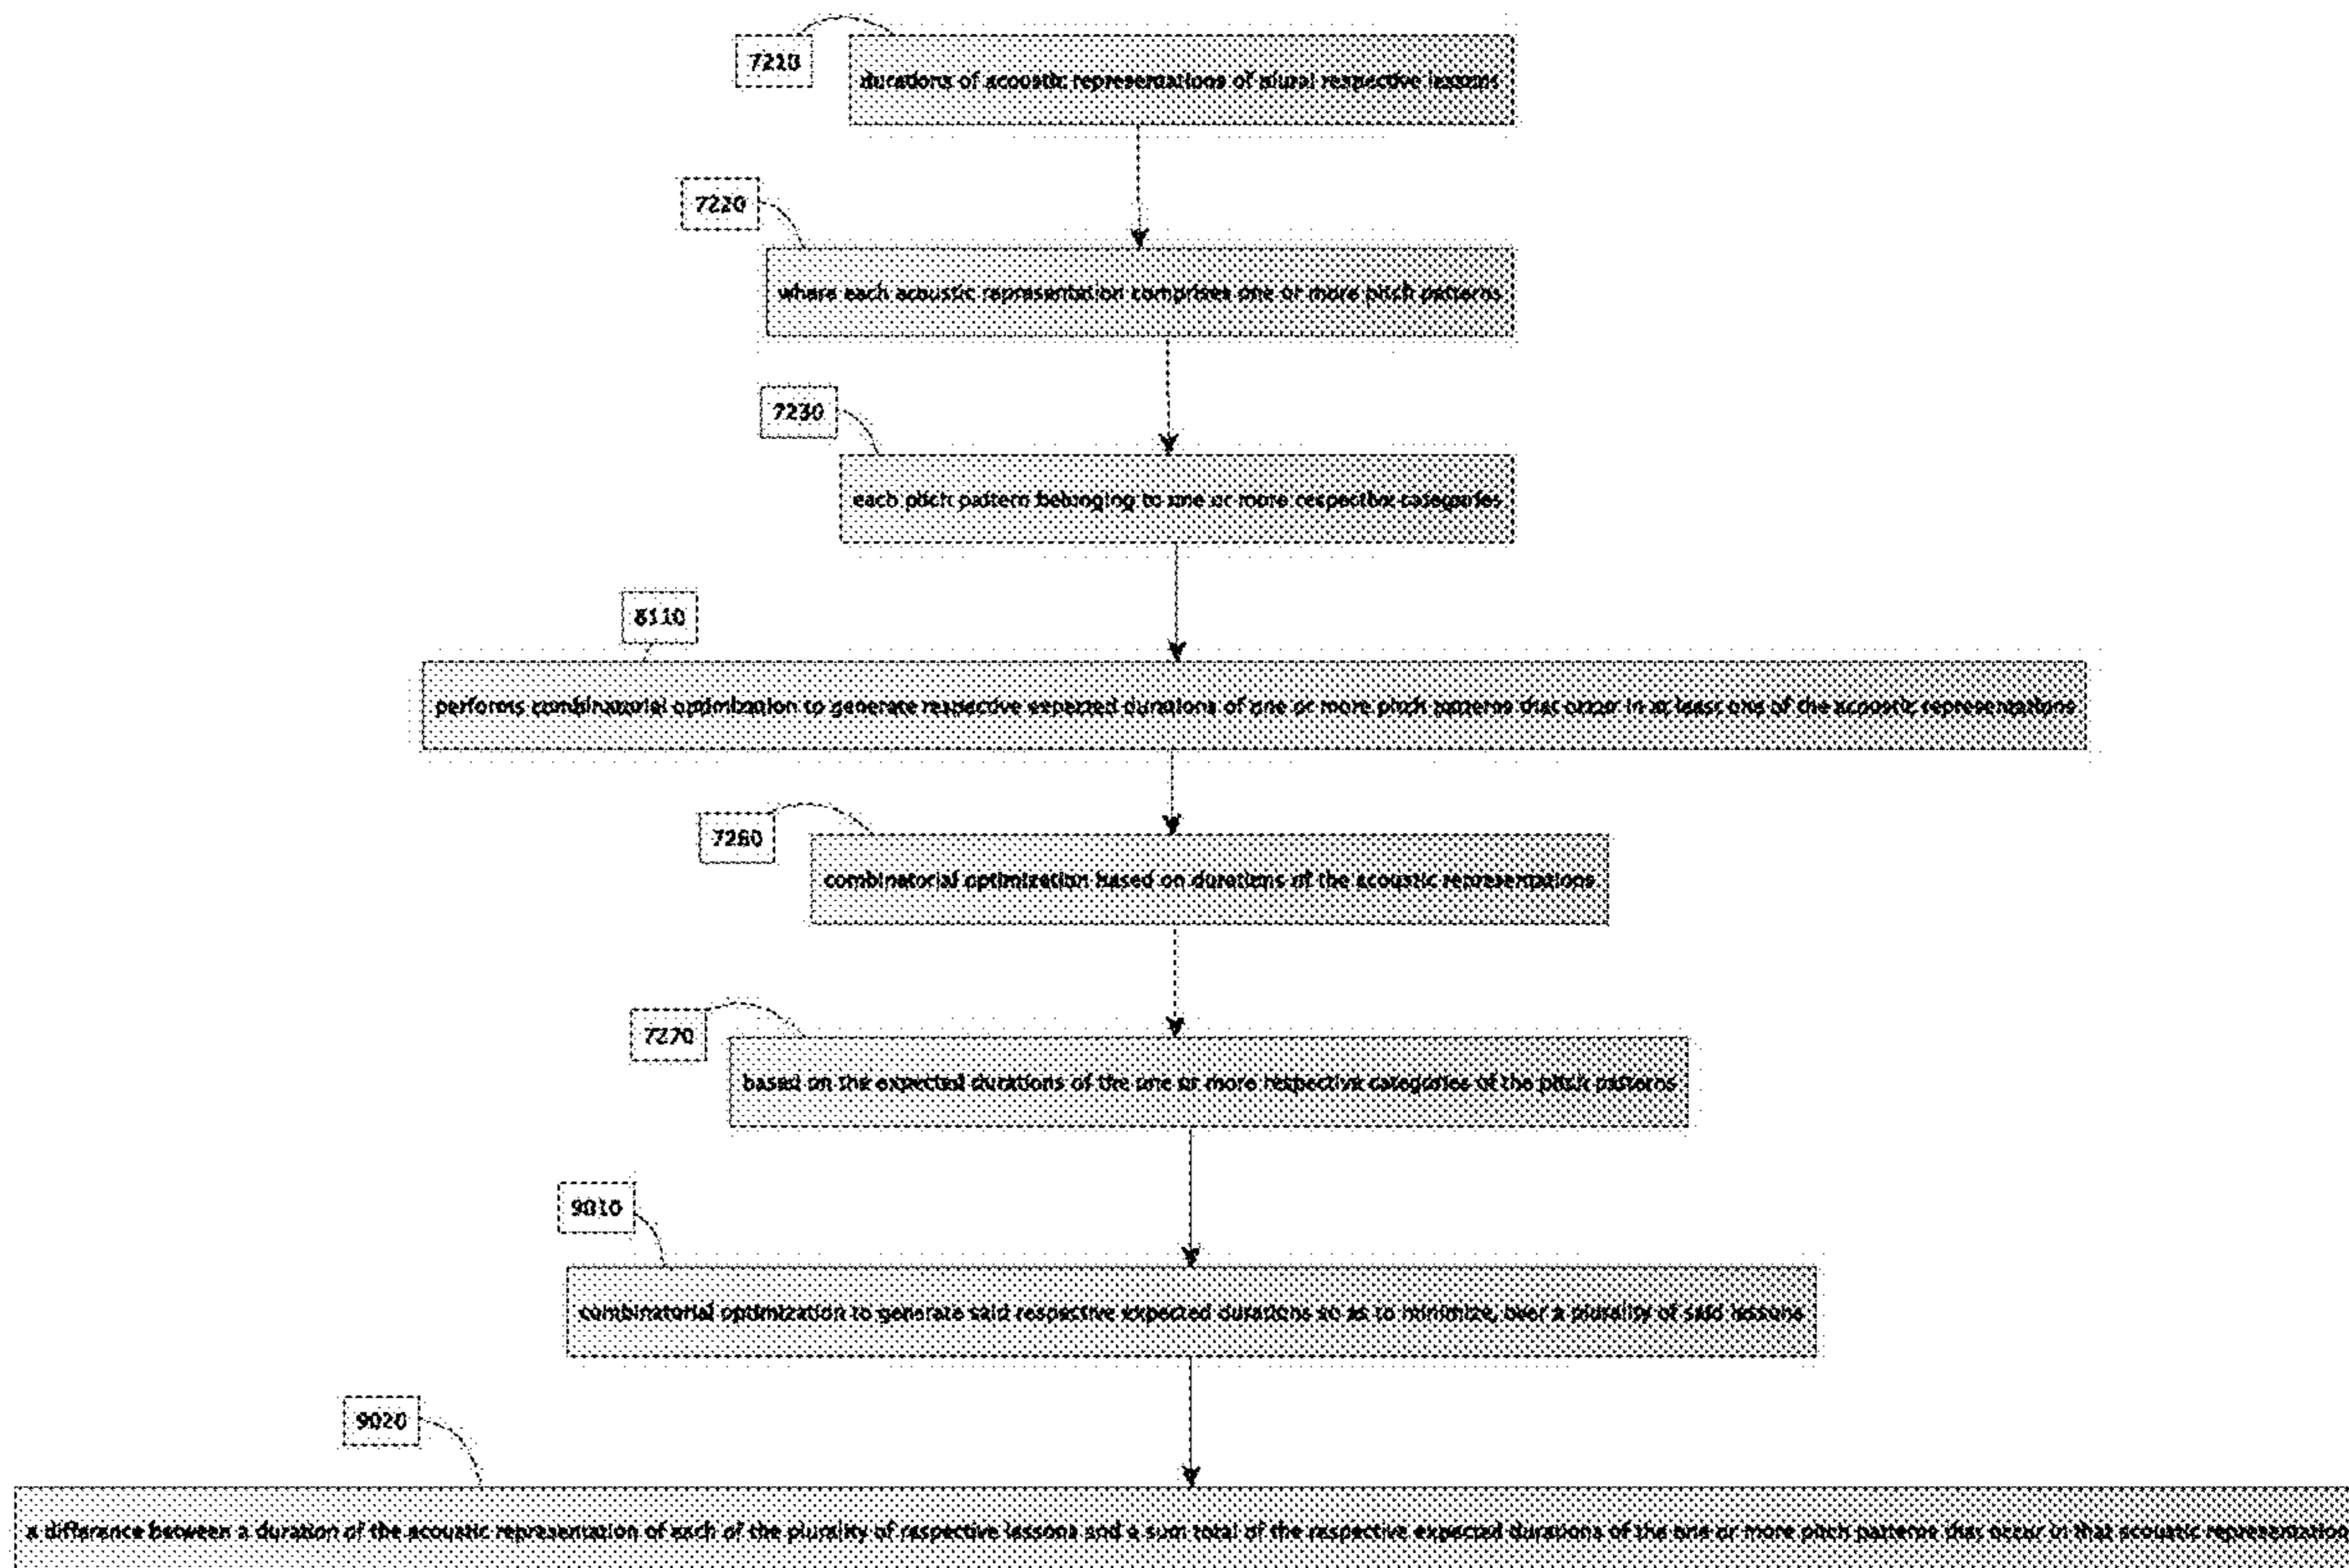 7210
durations of acoustic representations of plural respective lessons
7220
where each acoustic representation comprises one or more pitch patterns
7230
each pitch pattern belonging to one or more respective categories
8110
performs combinatorial optimization to generate respective expected durations of one or more pitch patterns that occur in at least one of the acoustic representations
7260
combinatorial optimization based on durations of the acoustic representations
7270
based on the expected durations of the one or more respective categories of the pitch patterns
9010
combinatorial optimization to generate said respective expected durations so as to minimize, over a plurality of said lessons
9020
a difference between a duration of the acoustic representation of each of the plurality of respective lessons and a sum total of the respective expected durations of the one or more pitch patterns that occur in that acoustic representation